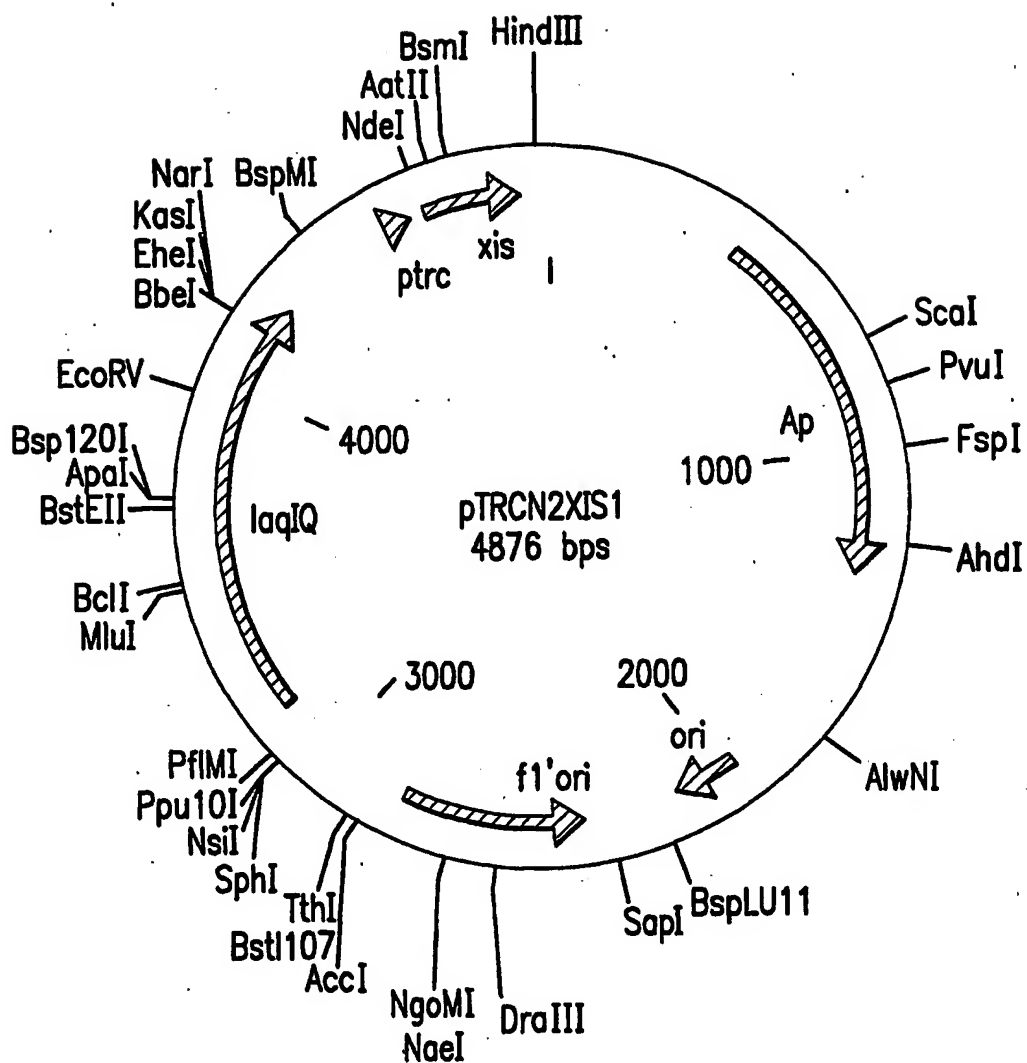 HindIII
BsmI
AatII
NdeI
BspMI
NarI
KasI
EheI
BbeI
EcoRV
Bsp120I
ApaI
BstEII
BclI
MluI
PflMI
Ppu10I
NsiI
SphI
TthI
BstI107
AccI
NgoMI
NaeI
DraIII
SapI
BspLU11
AlwNI
AhdI
FspI
PvuI
ScaI
ptrc
xis
I
Ap
1000
4000
laqIQ
pTRCN2XIS1
4876 bps
3000
2000
ori
f1'ori